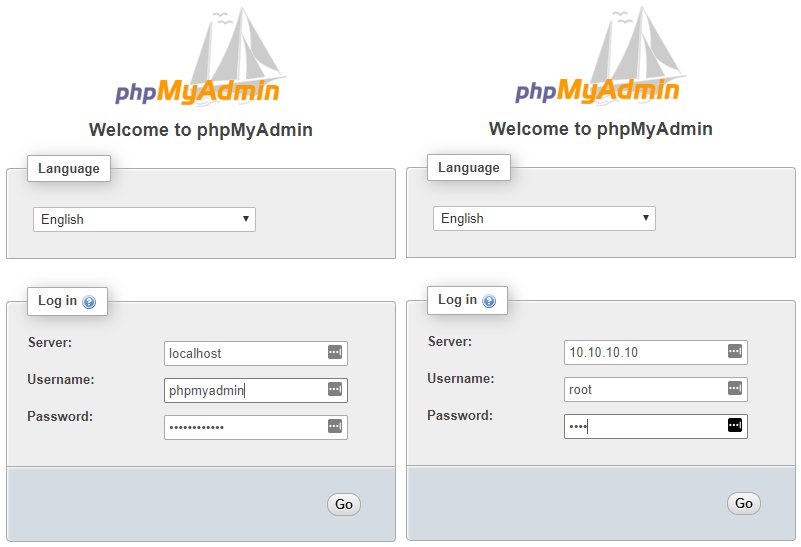 phpMyAdmin
Welcome to phpMyAdmin
Language
English
Log in
Server:
localhost
Username:
phpmyadmin
Password:
••••••••••••
Go
phpMyAdmin
Welcome to phpMyAdmin
Language
English
Log in
Server:
10.10.10.10
Username:
root
Password:
••••
Go